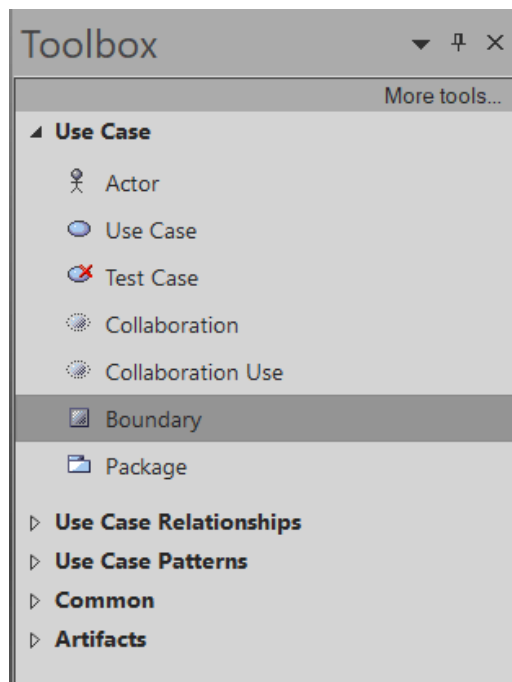 Toolbox
More tools...
Use Case
Actor
Use Case
Test Case
Collaboration
Collaboration Use
Boundary
Package
Use Case Relationships
Use Case Patterns
Common
Artifacts